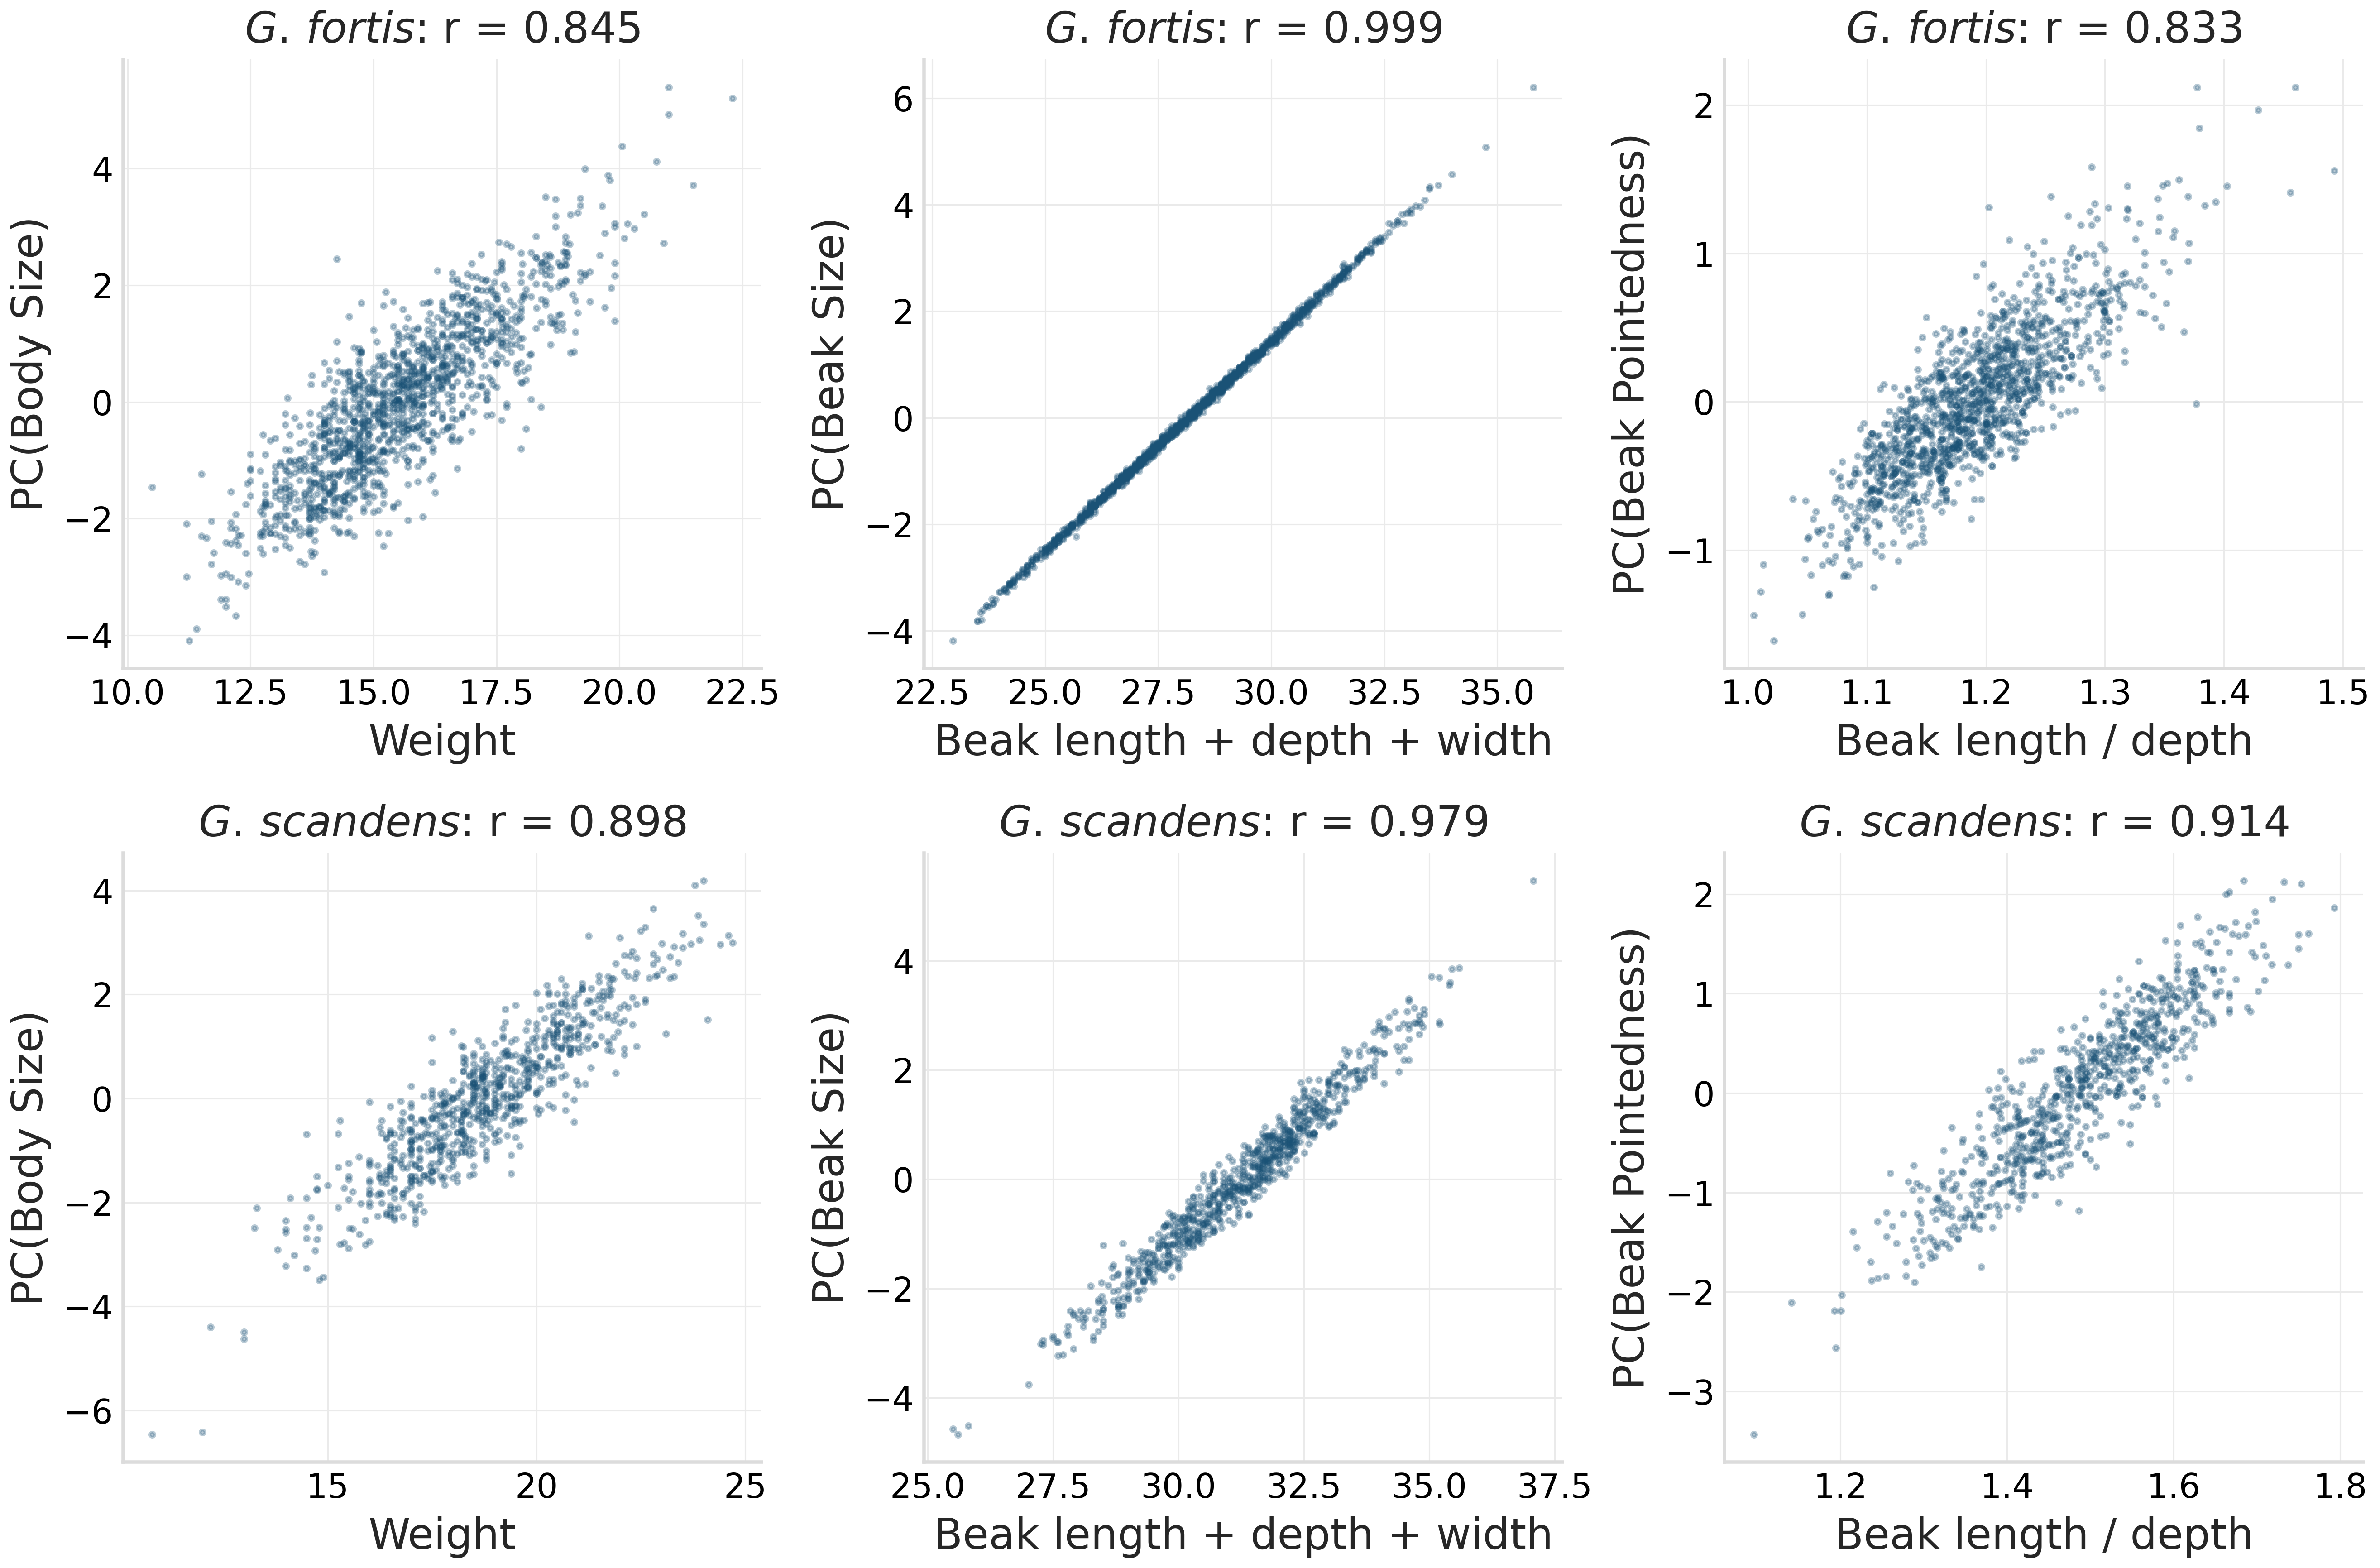 G. fortis: r = 0.845
PC(Body Size)
4
2
0
−2
−4
10.0 12.5 15.0 17.5 20.0 22.5
Weight
G. fortis: r = 0.999
PC(Beak Size)
6
4
2
0
−2
−4
22.5 25.0 27.5 30.0 32.5 35.0
Beak length + depth + width
G. fortis: r = 0.833
PC(Beak Pointedness)
2
1
0
−1
1.0 1.1 1.2 1.3 1.4 1.5
Beak length / depth
G. scandens: r = 0.898
PC(Body Size)
4
2
0
−2
−4
−6
15 20 25
Weight
G. scandens: r = 0.979
PC(Beak Size)
4
2
0
−2
−4
25.0 27.5 30.0 32.5 35.0 37.5
Beak length + depth + width
G. scandens: r = 0.914
PC(Beak Pointedness)
2
1
0
−1
−2
−3
1.2 1.4 1.6 1.8
Beak length / depth